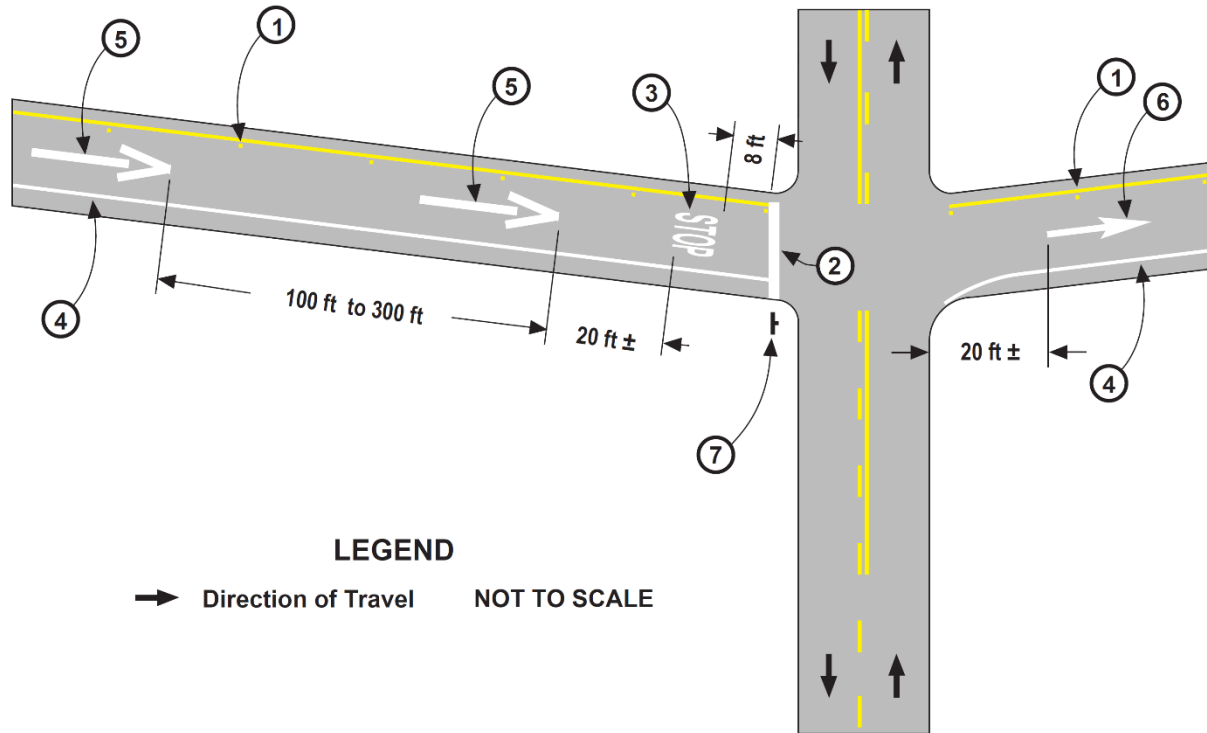 5
1
5
3
1
6
8 ft
STOP
2
100 ft to 300 ft
20 ft ±
20 ft ±
4
4
7
LEGEND
Direction of Travel
NOT TO SCALE